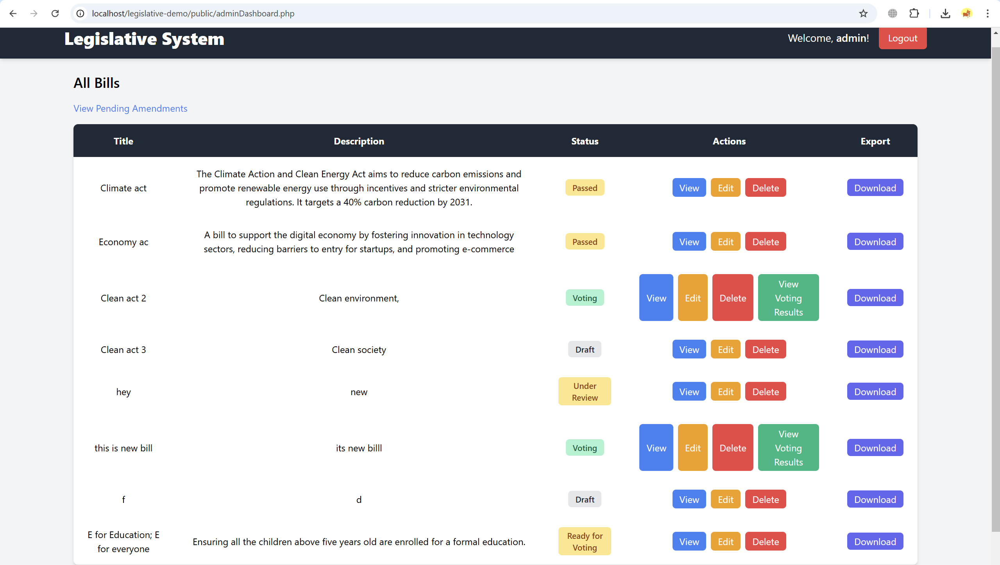 localhost/legislative-demo/public/adminDashboard.php
Legislative System
Welcome, admin!
Logout
All Bills
View Pending Amendments
Title Description Status Actions Export
Climate act
The Climate Action and Clean Energy Act aims to reduce carbon emissions and
promote renewable energy use through incentives and stricter environmental
regulations. It targets a 40% carbon reduction by 2031.
Passed View Edit Delete Download
Economy ac
A bill to support the digital economy by fostering innovation in technology
sectors, reducing barriers to entry for startups, and promoting e-commerce
Passed View Edit Delete Download
Clean act 2 Clean environment, Voting View Edit Delete
View
Voting
Results
Download
Clean act 3 Clean society Draft View Edit Delete Download
hey new
Under
Review
View Edit Delete Download
this is new bill its new billl Voting View Edit Delete
View
Voting
Results
Download
f d Draft View Edit Delete Download
E for Education; E
for everyone
Ensuring all the children above five years old are enrolled for a formal education.
Ready for
Voting
View Edit Delete Download